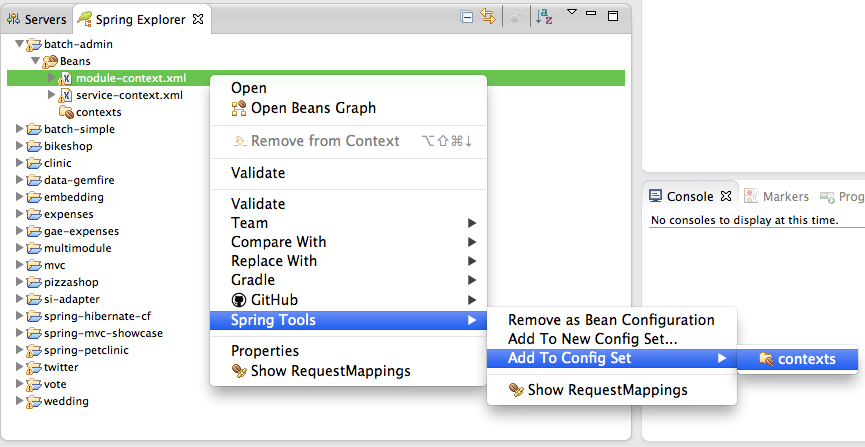 Servers
Spring Explorer
batch-admin
Beans
module-context.xml
service-context.xml
contexts
batch-simple
bikeshop
clinic
data-gemfire
embedding
expenses
gae-expenses
multimodule
mvc
pizzashop
si-adapter
spring-hibernate-cf
spring-mvc-showcase
spring-petclinic
twitter
vote
wedding
Open
Open Beans Graph
Remove from Context ⌥⇧⌘↓
Validate
Validate
Team
Compare With
Replace With
Gradle
GitHub
Spring Tools
Properties
Show RequestMappings
Remove as Bean Configuration
Add To New Config Set...
Add To Config Set
Show RequestMappings
contexts
Console
Markers
Prog
No consoles to display at this time.